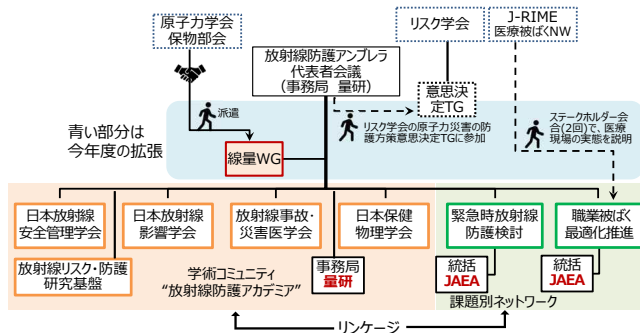 原子力学会
保物部会
リスク学会
J-RIME
医療被ばくNW
放射線防護アンブレラ
代表者会議
(事務局 量研)
意思決
定TG
派遣
青い部分は
今年度の拡張
線量WG
リスク学会の原子力災害の防
護方策意思決定TGに参加
ステークホルダー会
合(2回)で、医療
現場の実態を説明
日本放射線
安全管理学会
日本放射線
影響学会
放射線事故・
災害医学会
日本保健
物理学会
緊急時放射線
防護検討
職業被ばく
最適化推進
放射線リスク・防護
研究基盤
学術コミュニティ
“放射線防護アカデミア”
事務局
量研
統括
JAEA
統括
JAEA
課題別ネットワーク
リンケージ